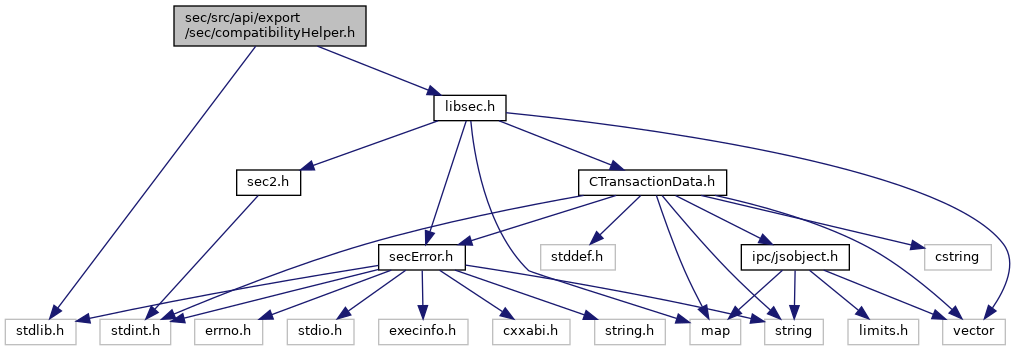 sec/src/api/export
/sec/compatibilityHelper.h
libsec.h
sec2.h
CTransactionData.h
secError.h
stddef.h
ipc/jsobject.h
cstring
stdlib.h
stdint.h
errno.h
stdio.h
execinfo.h
cxxabi.h
string.h
map
string
limits.h
vector